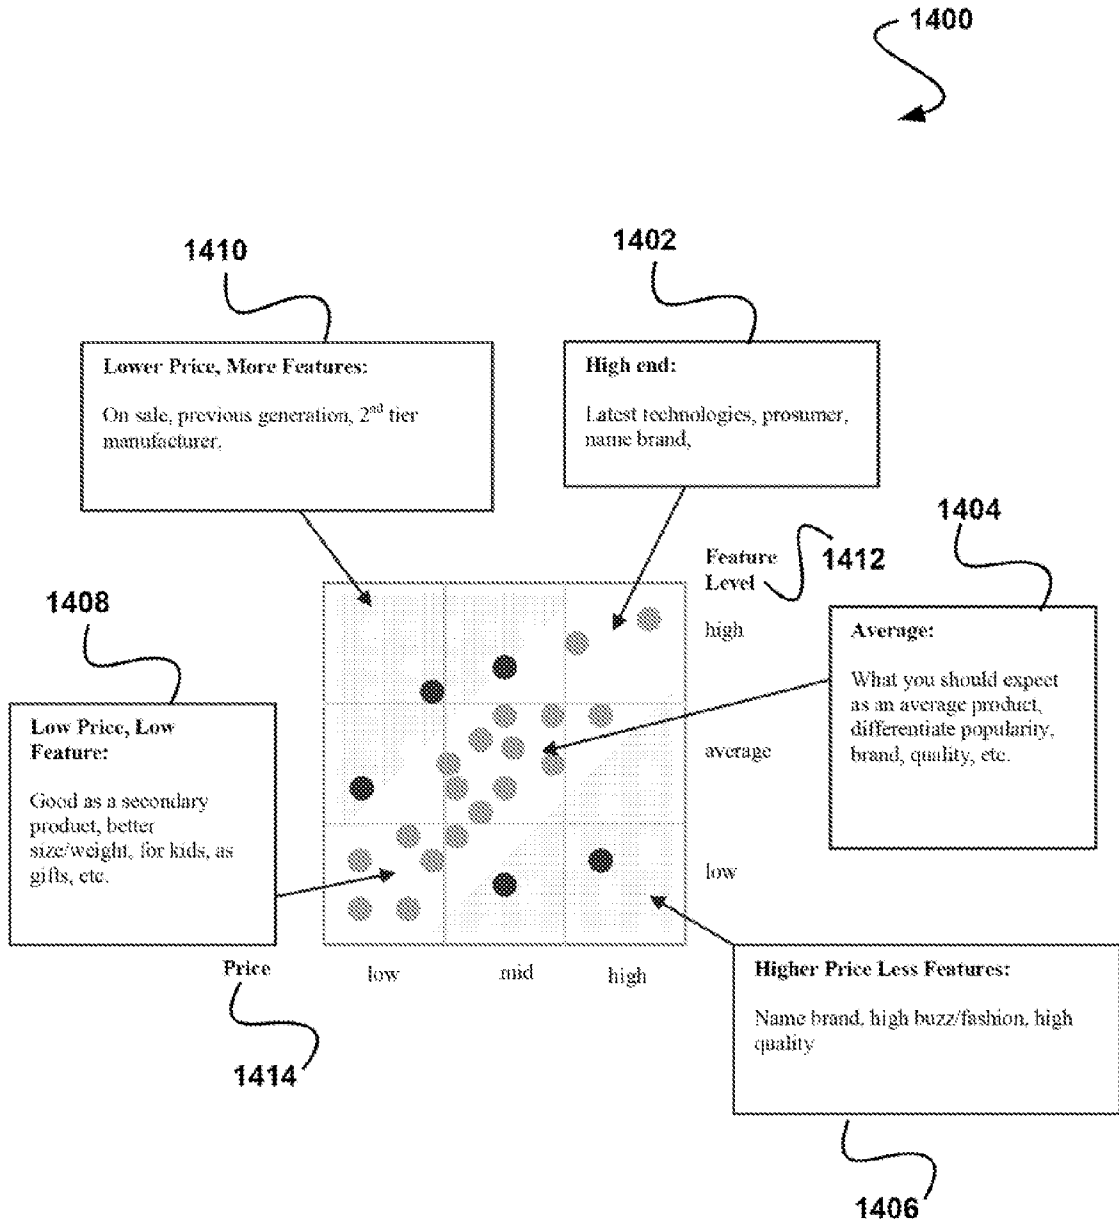 1400
1410
1402
Lower Price, More Features:
On sale, previous generation, 2nd tier
manufacturer,
High end:
Latest technologies, prosumer,
name brand,
1404
Feature
Level
1412
1408
high
Average:
What you should expect
as an average product,
differentiate popularity,
brand, quality, etc.
Low Price, Low
Feature:
Good as a secondary
product, better
size/weight, for kids, as
gifts, etc.
average
low
Price
low
mid
high
Higher Price Less Features:
Name brand, high buzz/fashion, high
quality
1414
1406